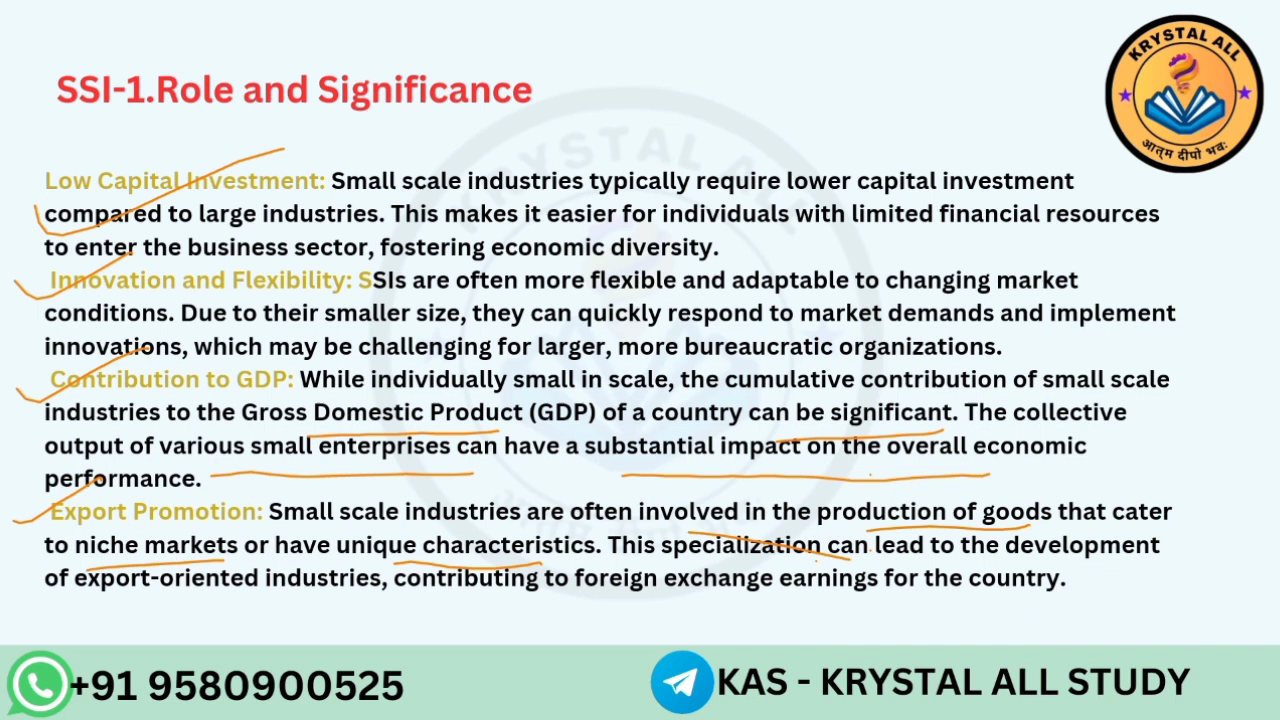 KRYSTAL ALL
आत्म दीपो भवः
SSI-1.Role and Significance
Low Capital Investment: Small scale industries typically require lower capital investment
compared to large industries. This makes it easier for individuals with limited financial resources
to enter the business sector, fostering economic diversity.
Innovation and Flexibility: SSIs are often more flexible and adaptable to changing market
conditions. Due to their smaller size, they can quickly respond to market demands and implement
innovations, which may be challenging for larger, more bureaucratic organizations.
Contribution to GDP: While individually small in scale, the cumulative contribution of small scale
industries to the Gross Domestic Product (GDP) of a country can be significant. The collective
output of various small enterprises can have a substantial impact on the overall economic
performance.
Export Promotion: Small scale industries are often involved in the production of goods that cater
to niche markets or have unique characteristics. This specialization can lead to the development
of export-oriented industries, contributing to foreign exchange earnings for the country.
+91 9580900525
KAS - KRYSTAL ALL STUDY